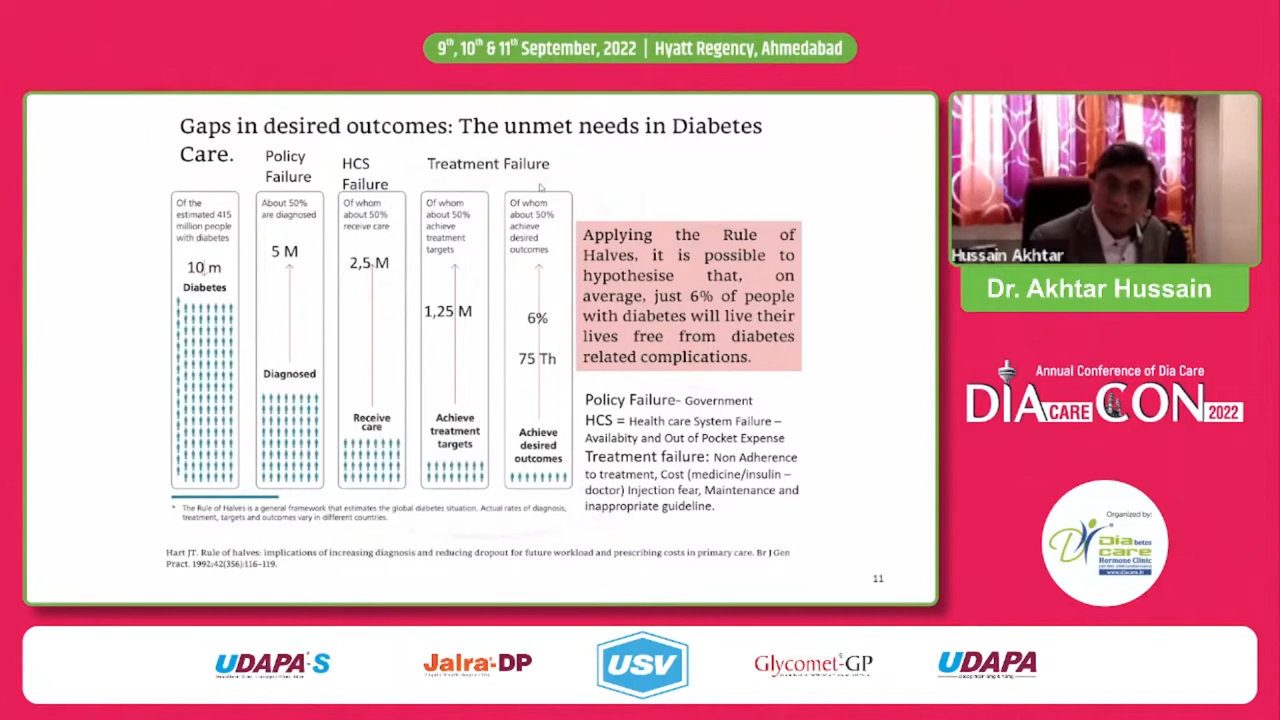 9th, 10th & 11th September, 2022 | Hyatt Regency, Ahmedabad
Gaps in desired outcomes: The unmet needs in Diabetes
Care.
Policy
Failure
HCS
Failure
Treatment Failure
Of the
estimated 415
million people
with diabetes
10 m
Diabetes
About 50%
are diagnosed
5 M
Diagnosed
Of whom
about 50%
receive care
2,5 M
Receive
care
Of whom
about 50%
achieve
treatment
targets
1,25 M
Achieve
treatment
targets
Of whom
about 50%
achieve
desired
outcomes
6%
75 Th
Achieve
desired
outcomes
Applying the Rule of
Halves, it is possible to
hypothesise that, on
average, just 6% of people
with diabetes will live their
lives free from diabetes
related complications.
Policy Failure- Government
HCS = Health care System Failure –
Availabity and Out of Pocket Expense
Treatment failure: Non Adherence
to treatment, Cost (medicine/insulin –
doctor) Injection fear, Maintenance and
inappropriate guideline.
* The Rule of Halves is a general framework that estimates the global diabetes situation. Actual rates of diagnosis,
treatment, targets and outcomes vary in different countries.
Hart JT. Rule of halves: implications of increasing diagnosis and reducing dropout for future workload and prescribing costs in primary care. Br J Gen
Pract. 1992;42(356):116–119.
11
Hussain Akhtar
Dr. Akhtar Hussain
Annual Conference of Dia Care
DIA CARE CON 2022
Organized by:
Diabetes
care
Hormone Clinic
www.diacare.in
UDAPA-S
Jalra-DP
USV
Glycomet-GP
UDAPA